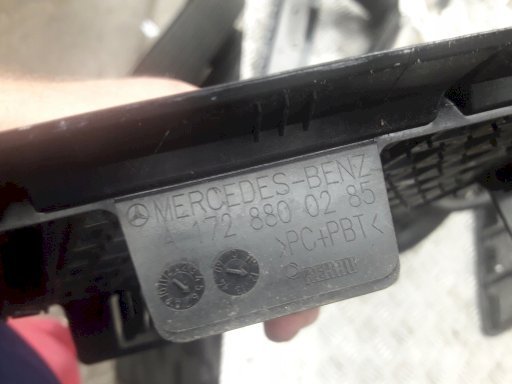 MERCEDES-BENZ
A 172 880 02 85
>PC+PBT<